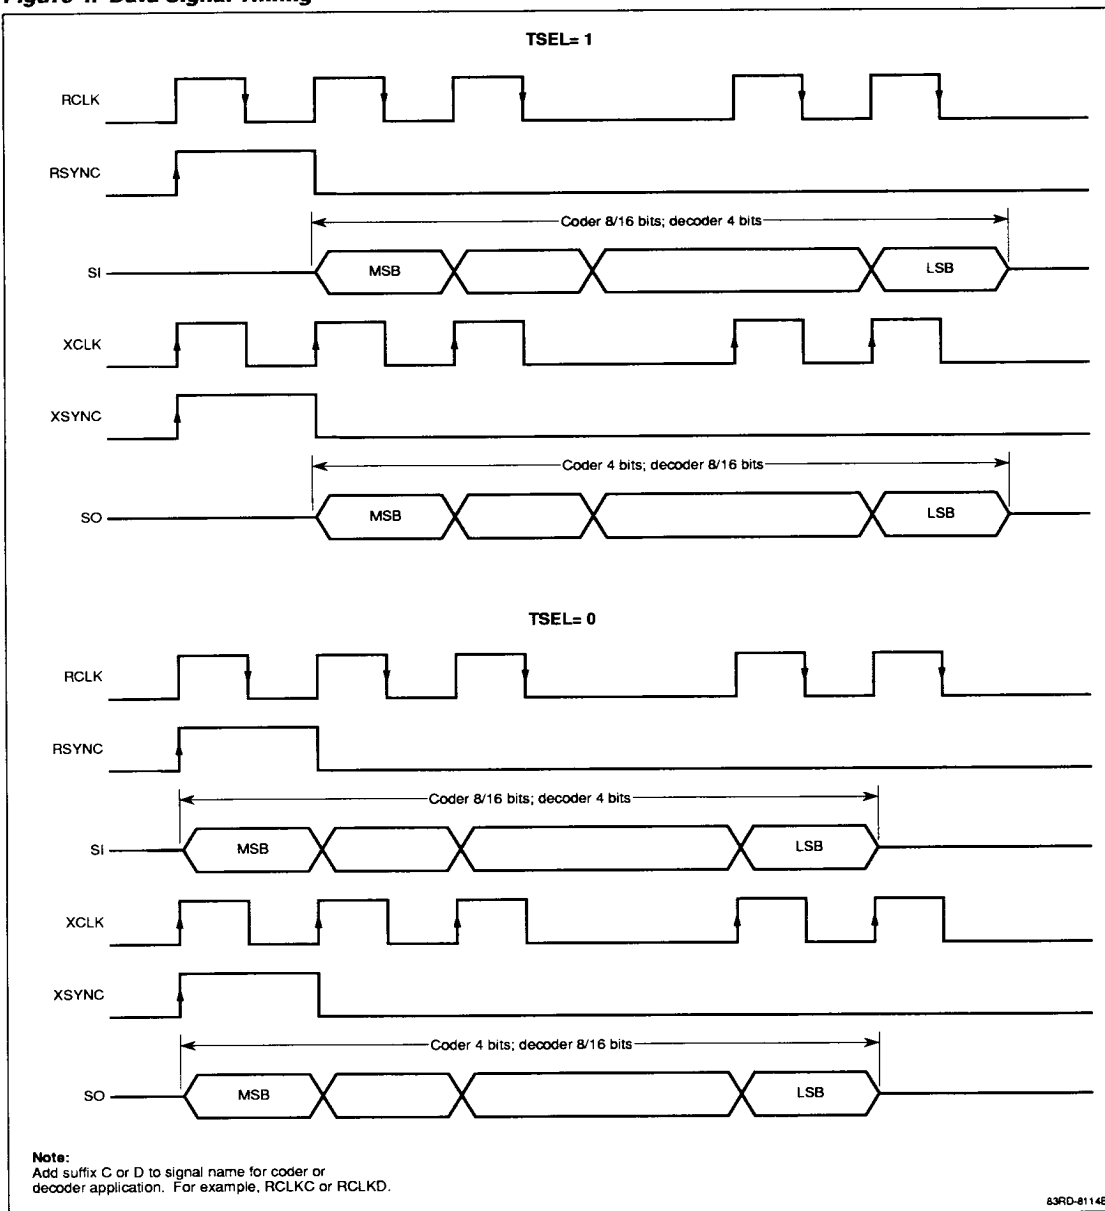 Figure 4. Data Signal Timing
TSEL= 1
RCLK
RSYNC
Coder 8/16 bits; decoder 4 bits
SI
MSB
LSB
XCLK
XSYNC
Coder 4 bits; decoder 8/16 bits
SO
MSB
LSB
TSEL= 0
RCLK
RSYNC
Coder 8/16 bits; decoder 4 bits
SI
MSB
LSB
XCLK
XSYNC
Coder 4 bits; decoder 8/16 bits
SO
MSB
LSB
Note:
Add suffix C or D to signal name for coder or
decoder application. For example, RCLKC or RCLKD.
83RD-8114B